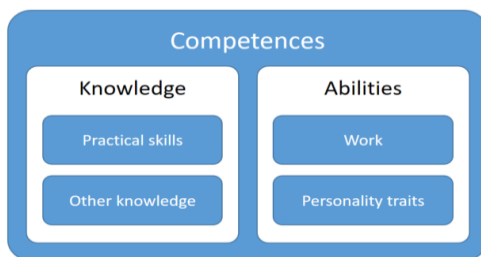 Competences
Knowledge
Practical skills
Other knowledge
Abilities
Work
Personality traits